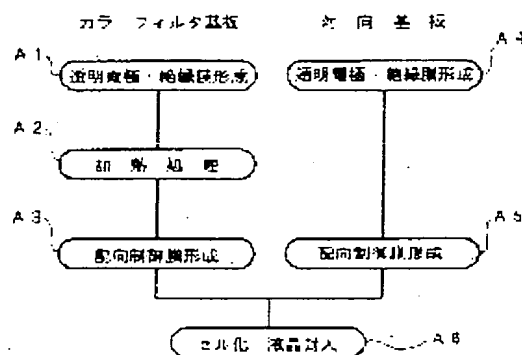 カラーフィルタ基板
対向基板
A1
透明電極・絶縁膜形成
A4
透明電極・絶縁膜形成
A2
加熱処理
A3
配向制御膜形成
A5
配向制御膜形成
セル化 液晶封入
A6